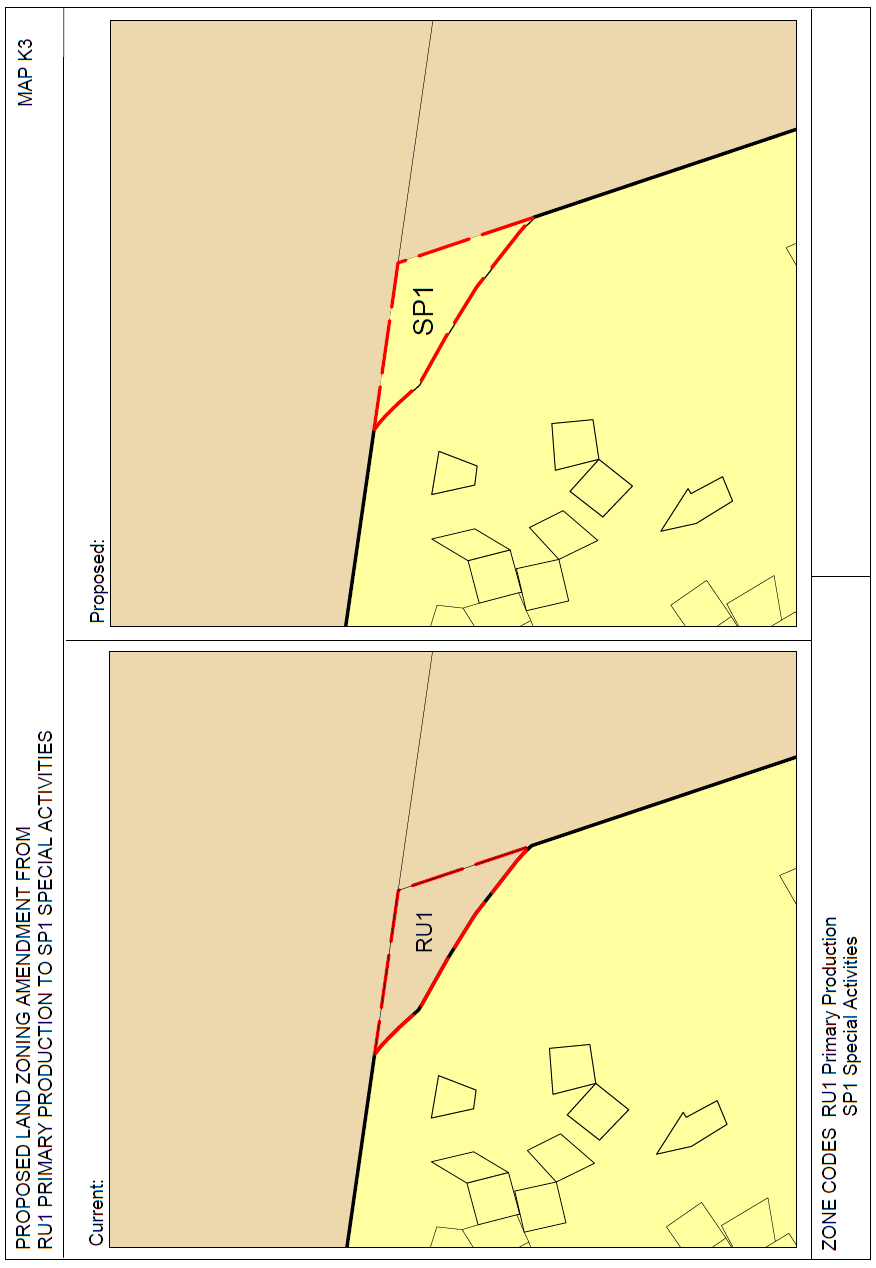 PROPOSED LAND ZONING AMENDMENT FROM
RU1 PRIMARY PRODUCTION TO SP1 SPECIAL ACTIVITIES
MAP K3
Current:
RU1
Proposed:
SP1
ZONE CODES RU1 Primary Production
SP1 Special Activities